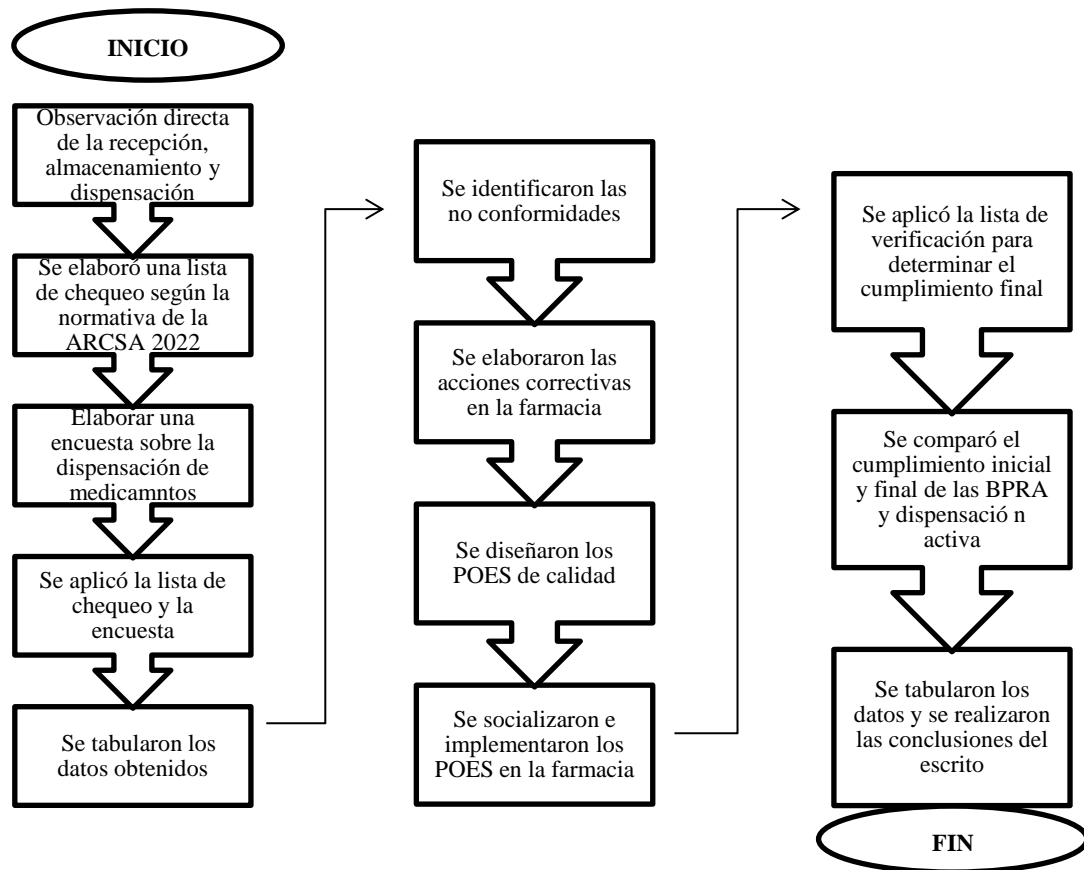 INICIO
Observación directa
de la recepción,
almacenamiento y
dispensación
Se elaboró una lista
de chequeo según la
normativa de la
ARCSA 2022
Elaborar una
encuesta sobre la
dispensación de
medicamntos
Se aplicó la lista de
chequeo y la
encuesta
Se tabularon los
datos obtenidos
Se identificaron las
no conformidades
Se elaboraron las
acciones correctivas
en la farmacia
Se diseñaron los
POES de calidad
Se socializaron e
implementaron los
POES en la farmacia
Se aplicó la lista de
verificación para
determinar el
cumplimiento final
Se comparó el
cumplimiento inicial
y final de las BPRA
y dispensació n
activa
Se tabularon los
datos y se realizaron
las conclusiones del
escrito
FIN